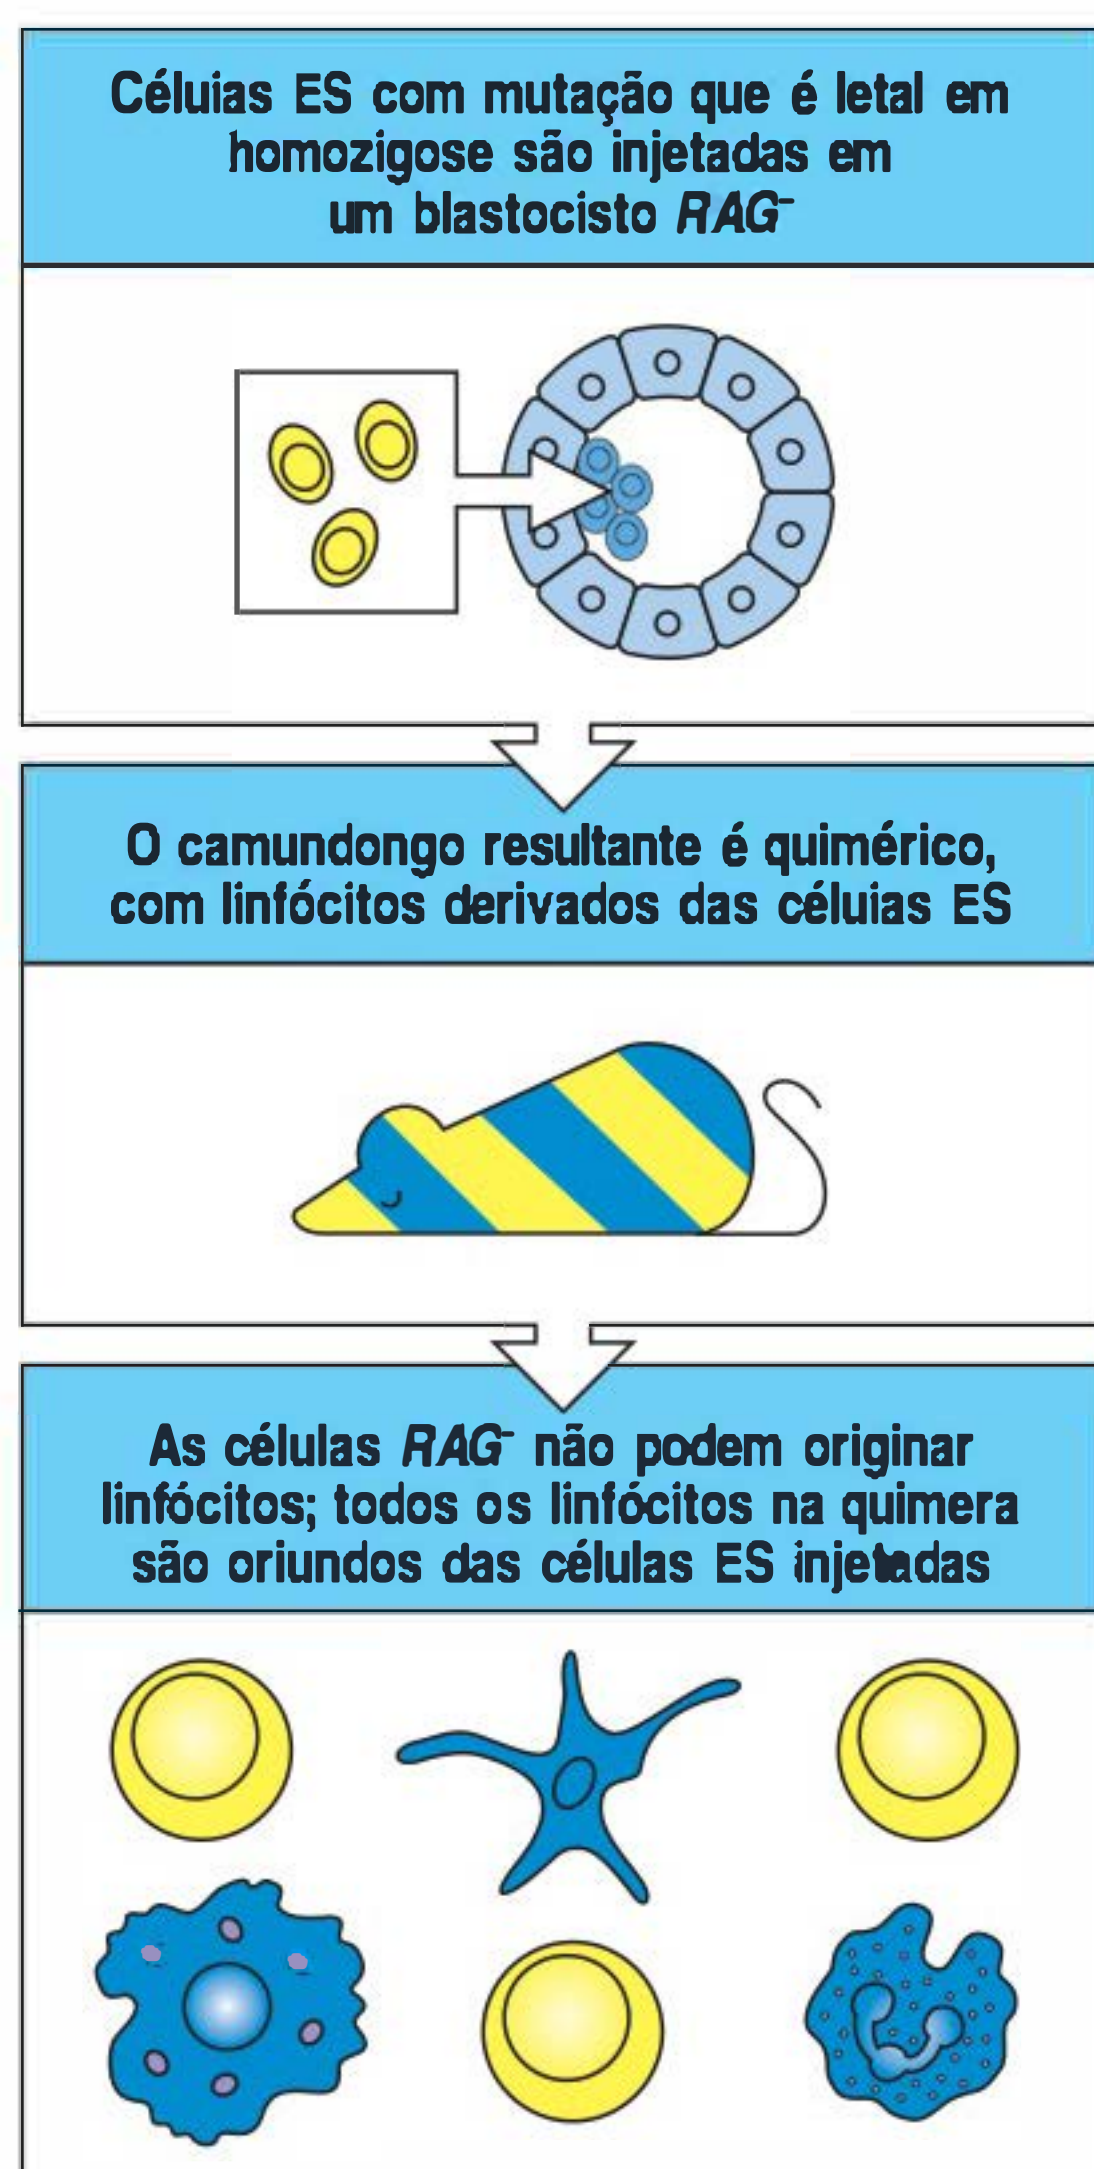 Céluias ES com mutação que é letal em
homozigose são injetadas em
um blastocisto RAG⁻
O camundongo resultante é quimérico,
com linfócitos derivados das céluias ES
As células RAG⁻ não podem originar
linfócitos; todos os linfócitos na quimera
são oriundos das células ES injetadas